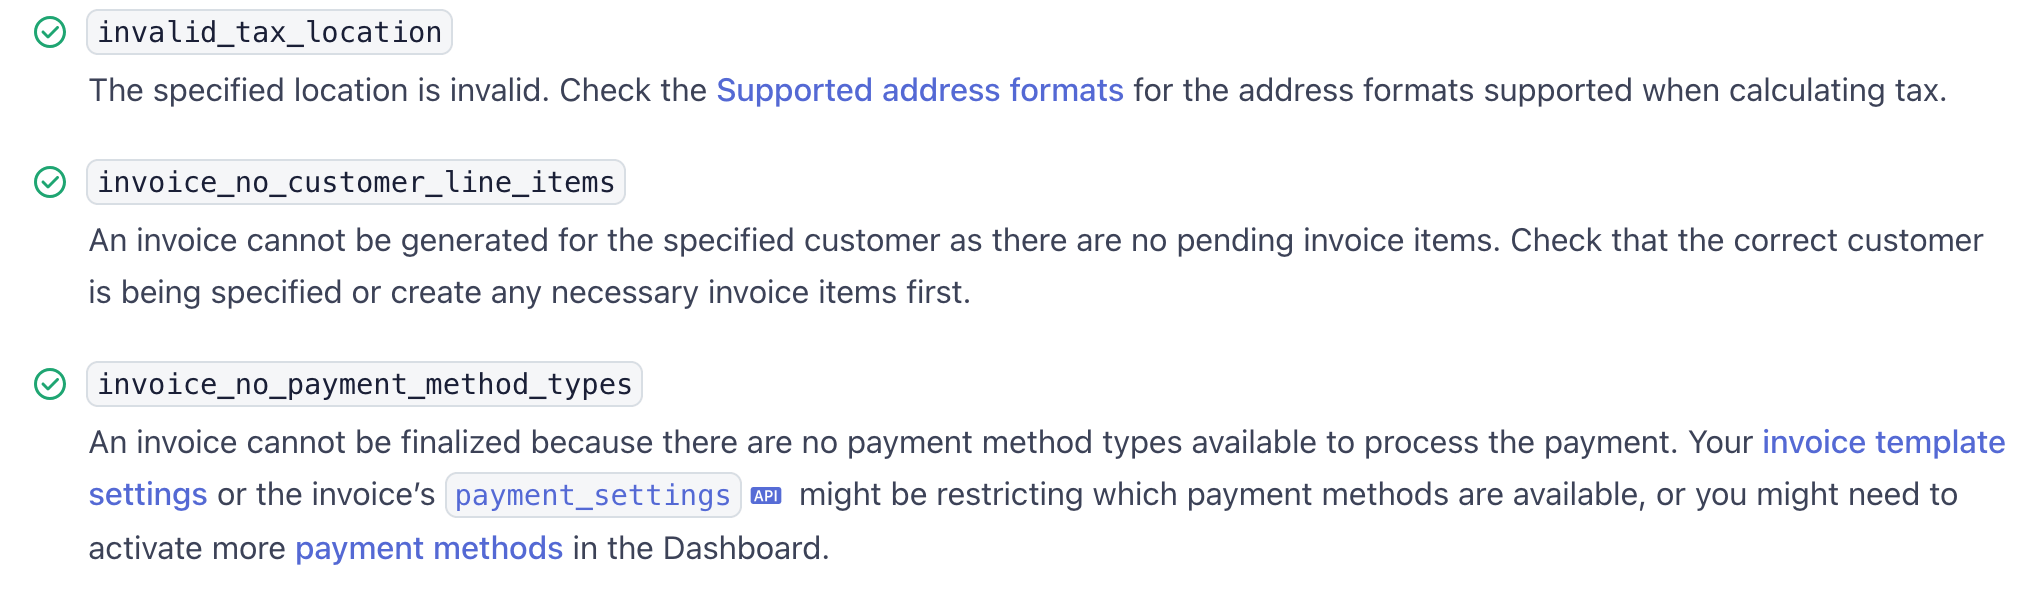 invalid_tax_location
The specified location is invalid. Check the Supported address formats for the address formats supported when calculating tax.
invoice_no_customer_line_items
An invoice cannot be generated for the specified customer as there are no pending invoice items. Check that the correct customer
is being specified or create any necessary invoice items first.
invoice_no_payment_method_types
An invoice cannot be finalized because there are no payment method types available to process the payment. Your invoice template
settings or the invoice’s payment_settings API might be restricting which payment methods are available, or you might need to
activate more payment methods in the Dashboard.